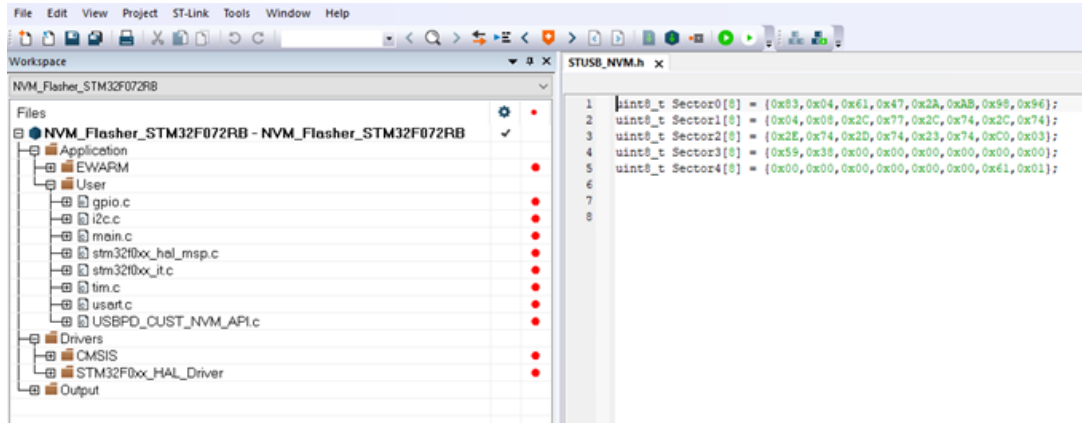 File Edit View Project ST-Link Tools Window Help
Workspace
NVM_Flasher_STM32F072RB
Files
NVM_Flasher_STM32F072RB - NVM_Flasher_STM32F072RB
Application
EWARM
User
gpio.c
i2c.c
main.c
stm32f0xx_hal_msp.c
stm32f0xx_it.c
tim.c
usart.c
USBPD_CUST_NVM_API.c
Drivers
CMSIS
STM32F0xx_HAL_Driver
Output
STUSB_NVM.h
1 uint8_t Sector0[8] = {0x83,0x04,0x61,0x47,0x2A,0xAB,0x98,0x96};
2 uint8_t Sector1[8] = {0x04,0x08,0x2C,0x77,0x2C,0x74,0x2C,0x74};
3 uint8_t Sector2[8] = {0x2E,0x74,0x2D,0x74,0x23,0x74,0xC0,0x03};
4 uint8_t Sector3[8] = {0x59,0x38,0x00,0x00,0x00,0x00,0x00,0x00};
5 uint8_t Sector4[8] = {0x00,0x00,0x00,0x00,0x00,0x00,0x61,0x01};
6
7
8